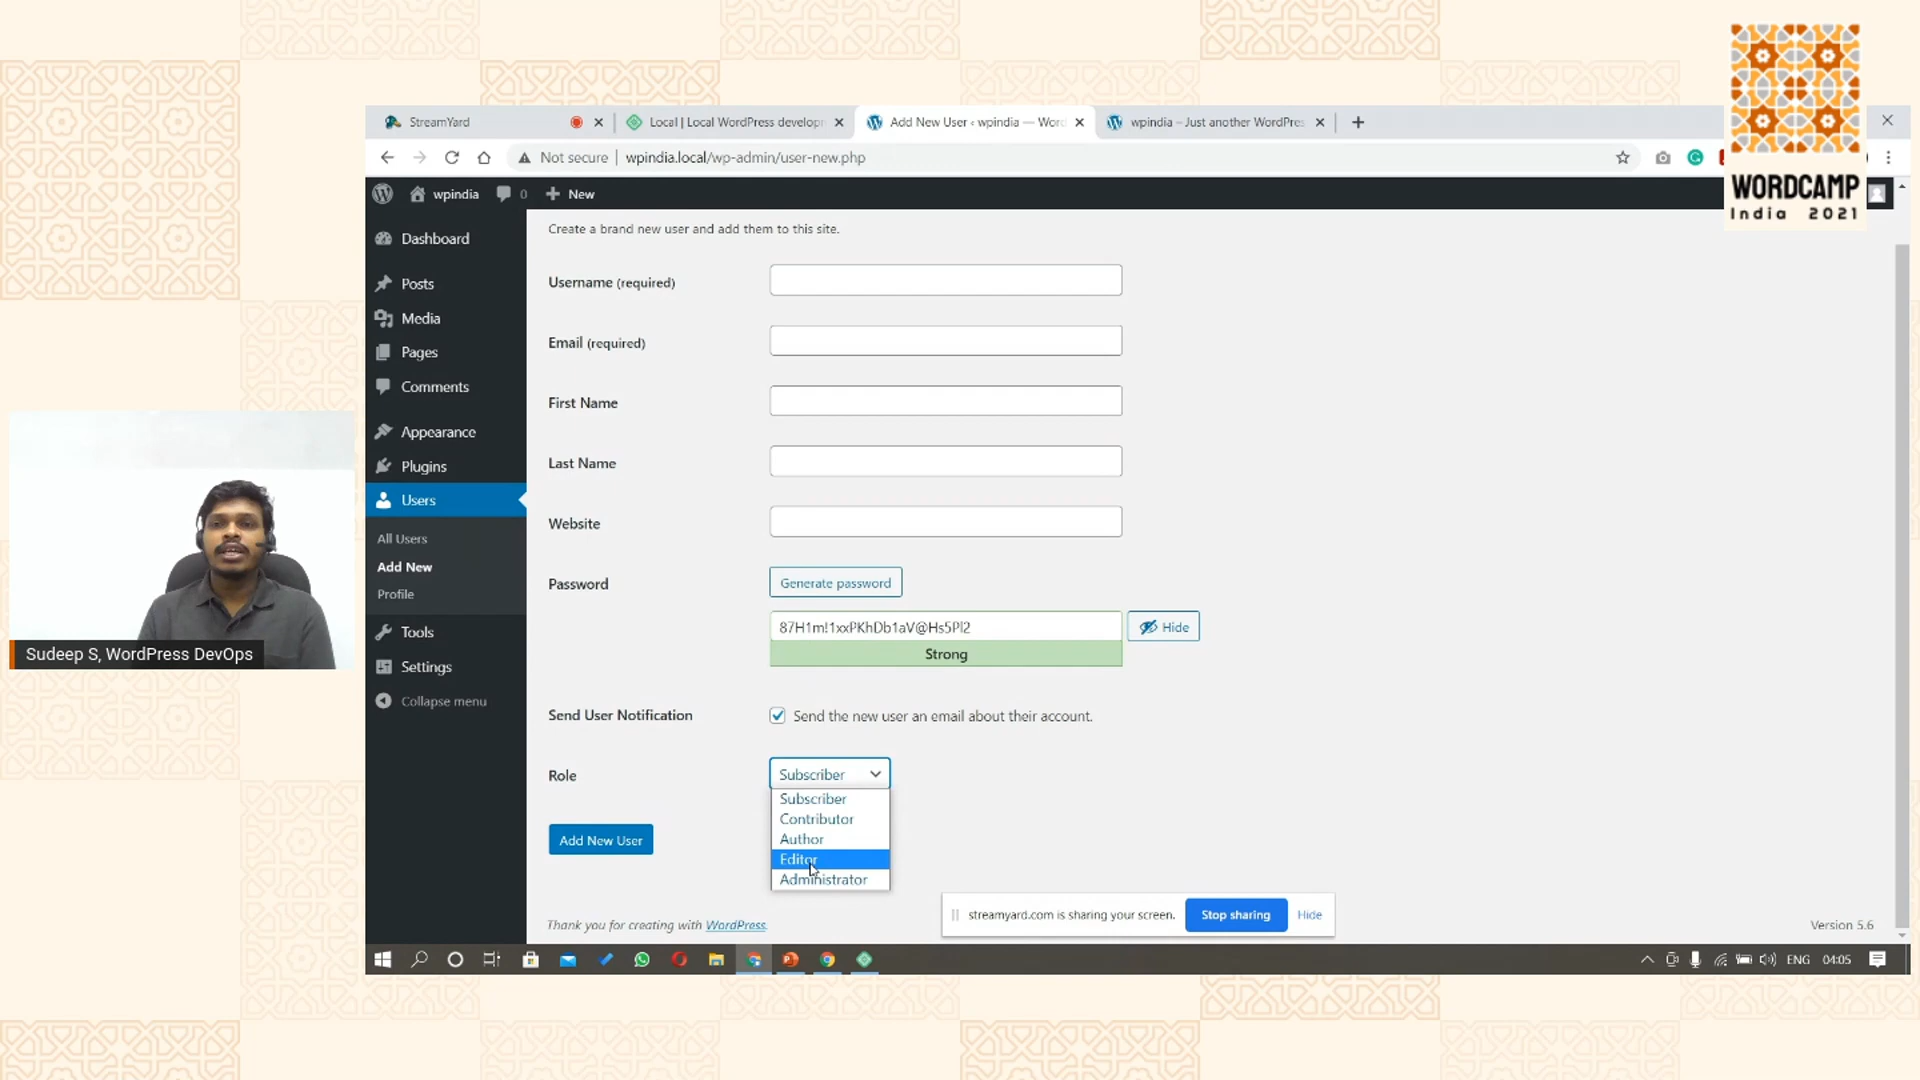 WORDCAMP
India 2021
StreamYard
Local | Local WordPress developm
Add New User ‹ wpindia — Word
wpindia – Just another WordPres
Not secure | wpindia.local/wp-admin/user-new.php
wpindia 0 New
Create a brand new user and add them to this site.
Dashboard
Posts
Media
Pages
Comments
Appearance
Plugins
Users
All Users
Add New
Profile
Tools
Settings
Collapse menu
Username (required)
Email (required)
First Name
Last Name
Website
Password
Generate password
87H1m!1xxPKhDb1aV@Hs5Pl2
Hide
Strong
Send User Notification
Send the new user an email about their account.
Role
Subscriber
Subscriber
Contributor
Author
Editor
Administrator
Add New User
streamyard.com is sharing your screen.
Stop sharing
Hide
Thank you for creating with WordPress.
Version 5.6
ENG 04:05
Sudeep S, WordPress DevOps